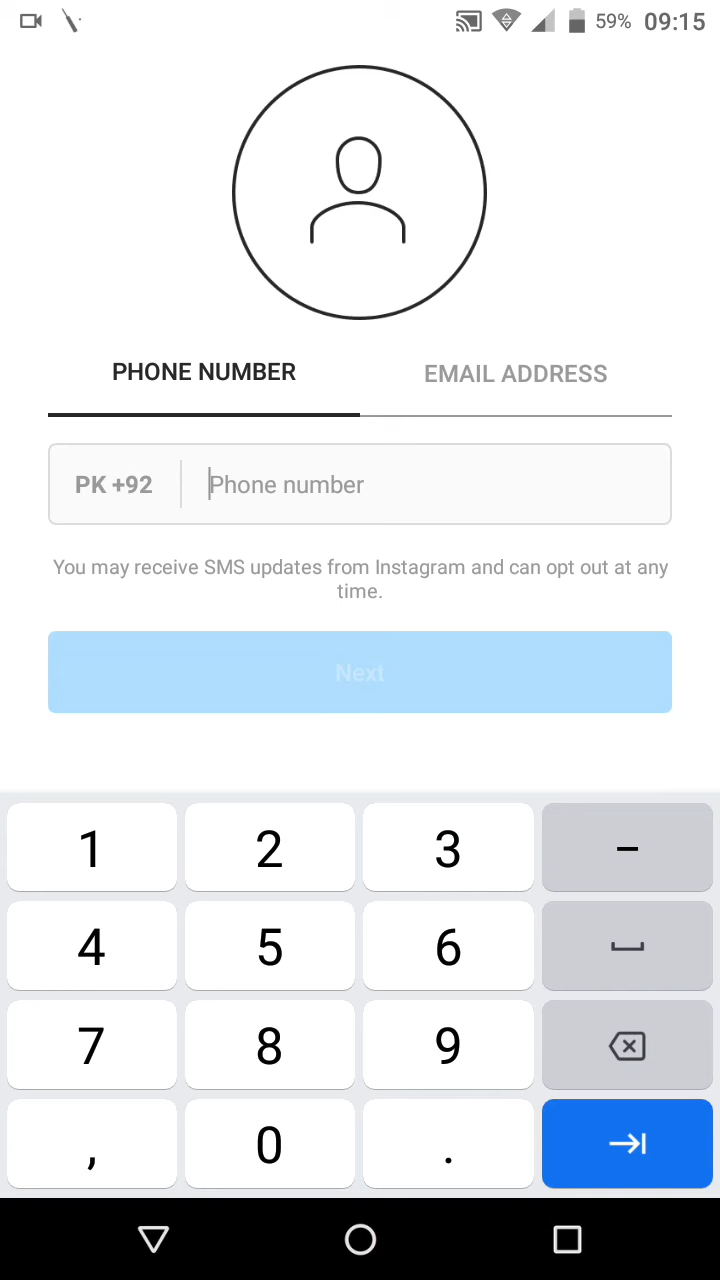 59% 09:15
PHONE NUMBER EMAIL ADDRESS
PK +92 Phone number
You may receive SMS updates from Instagram and can opt out at any
time.
Next
1 2 3 –
4 5 6
7 8 9
, 0 .